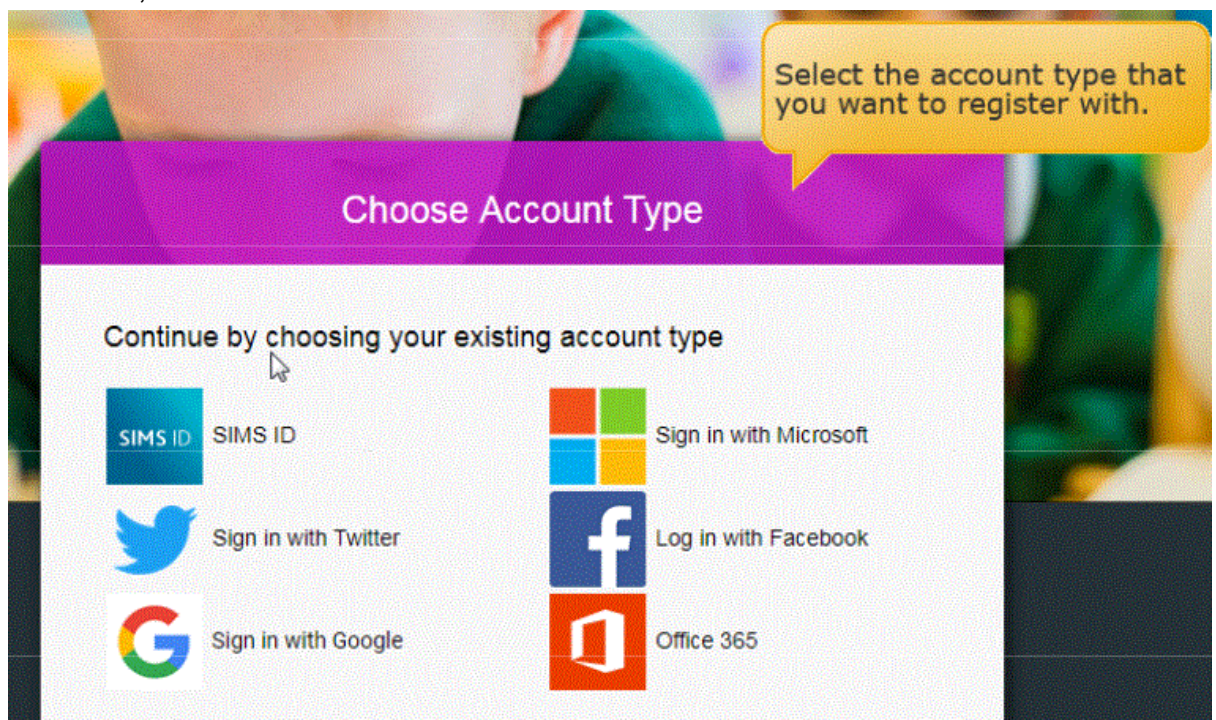 Select the account type that
you want to register with.
Choose Account Type
Continue by choosing your existing account type
SIMS ID
SIMS ID
Sign in with Microsoft
Sign in with Twitter
Log in with Facebook
Sign in with Google
Office 365